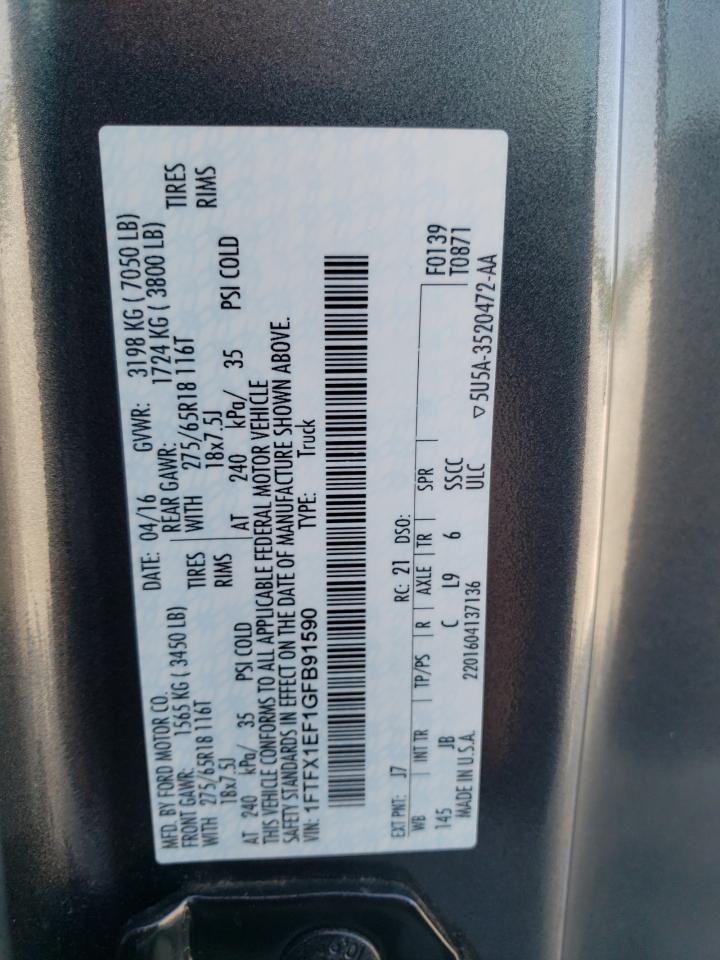 MFD. BY FORD MOTOR CO. DATE: 04/16 GVWR: 3198 KG ( 7050 LB)
FRONT GAWR: 1565 KG ( 3450 LB) REAR GAWR: 1724 KG ( 3800 LB)
WITH 275/65R18 116T TIRES WITH 275/65R18 116T TIRES
18x7.5J RIMS 18x7.5J RIMS
AT 240 kPa/ 35 PSI COLD AT 240 kPa/ 35 PSI COLD
THIS VEHICLE CONFORMS TO ALL APPLICABLE FEDERAL MOTOR VEHICLE
SAFETY STANDARDS IN EFFECT ON THE DATE OF MANUFACTURE SHOWN ABOVE.
VIN: 1FTFX1EF1GFB91590 TYPE: Truck
EXT PNT: J7 RC: 21 DSO: F0139
WB INT TR TP/PS R AXLE TR SPR T0871
145 JB C L9 6 SSCC
MADE IN U.S.A. 2201604137136 ULC ▽5U5A-3520472-AA